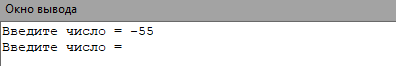 Окно вывода
Введите число = -55
Введите число =